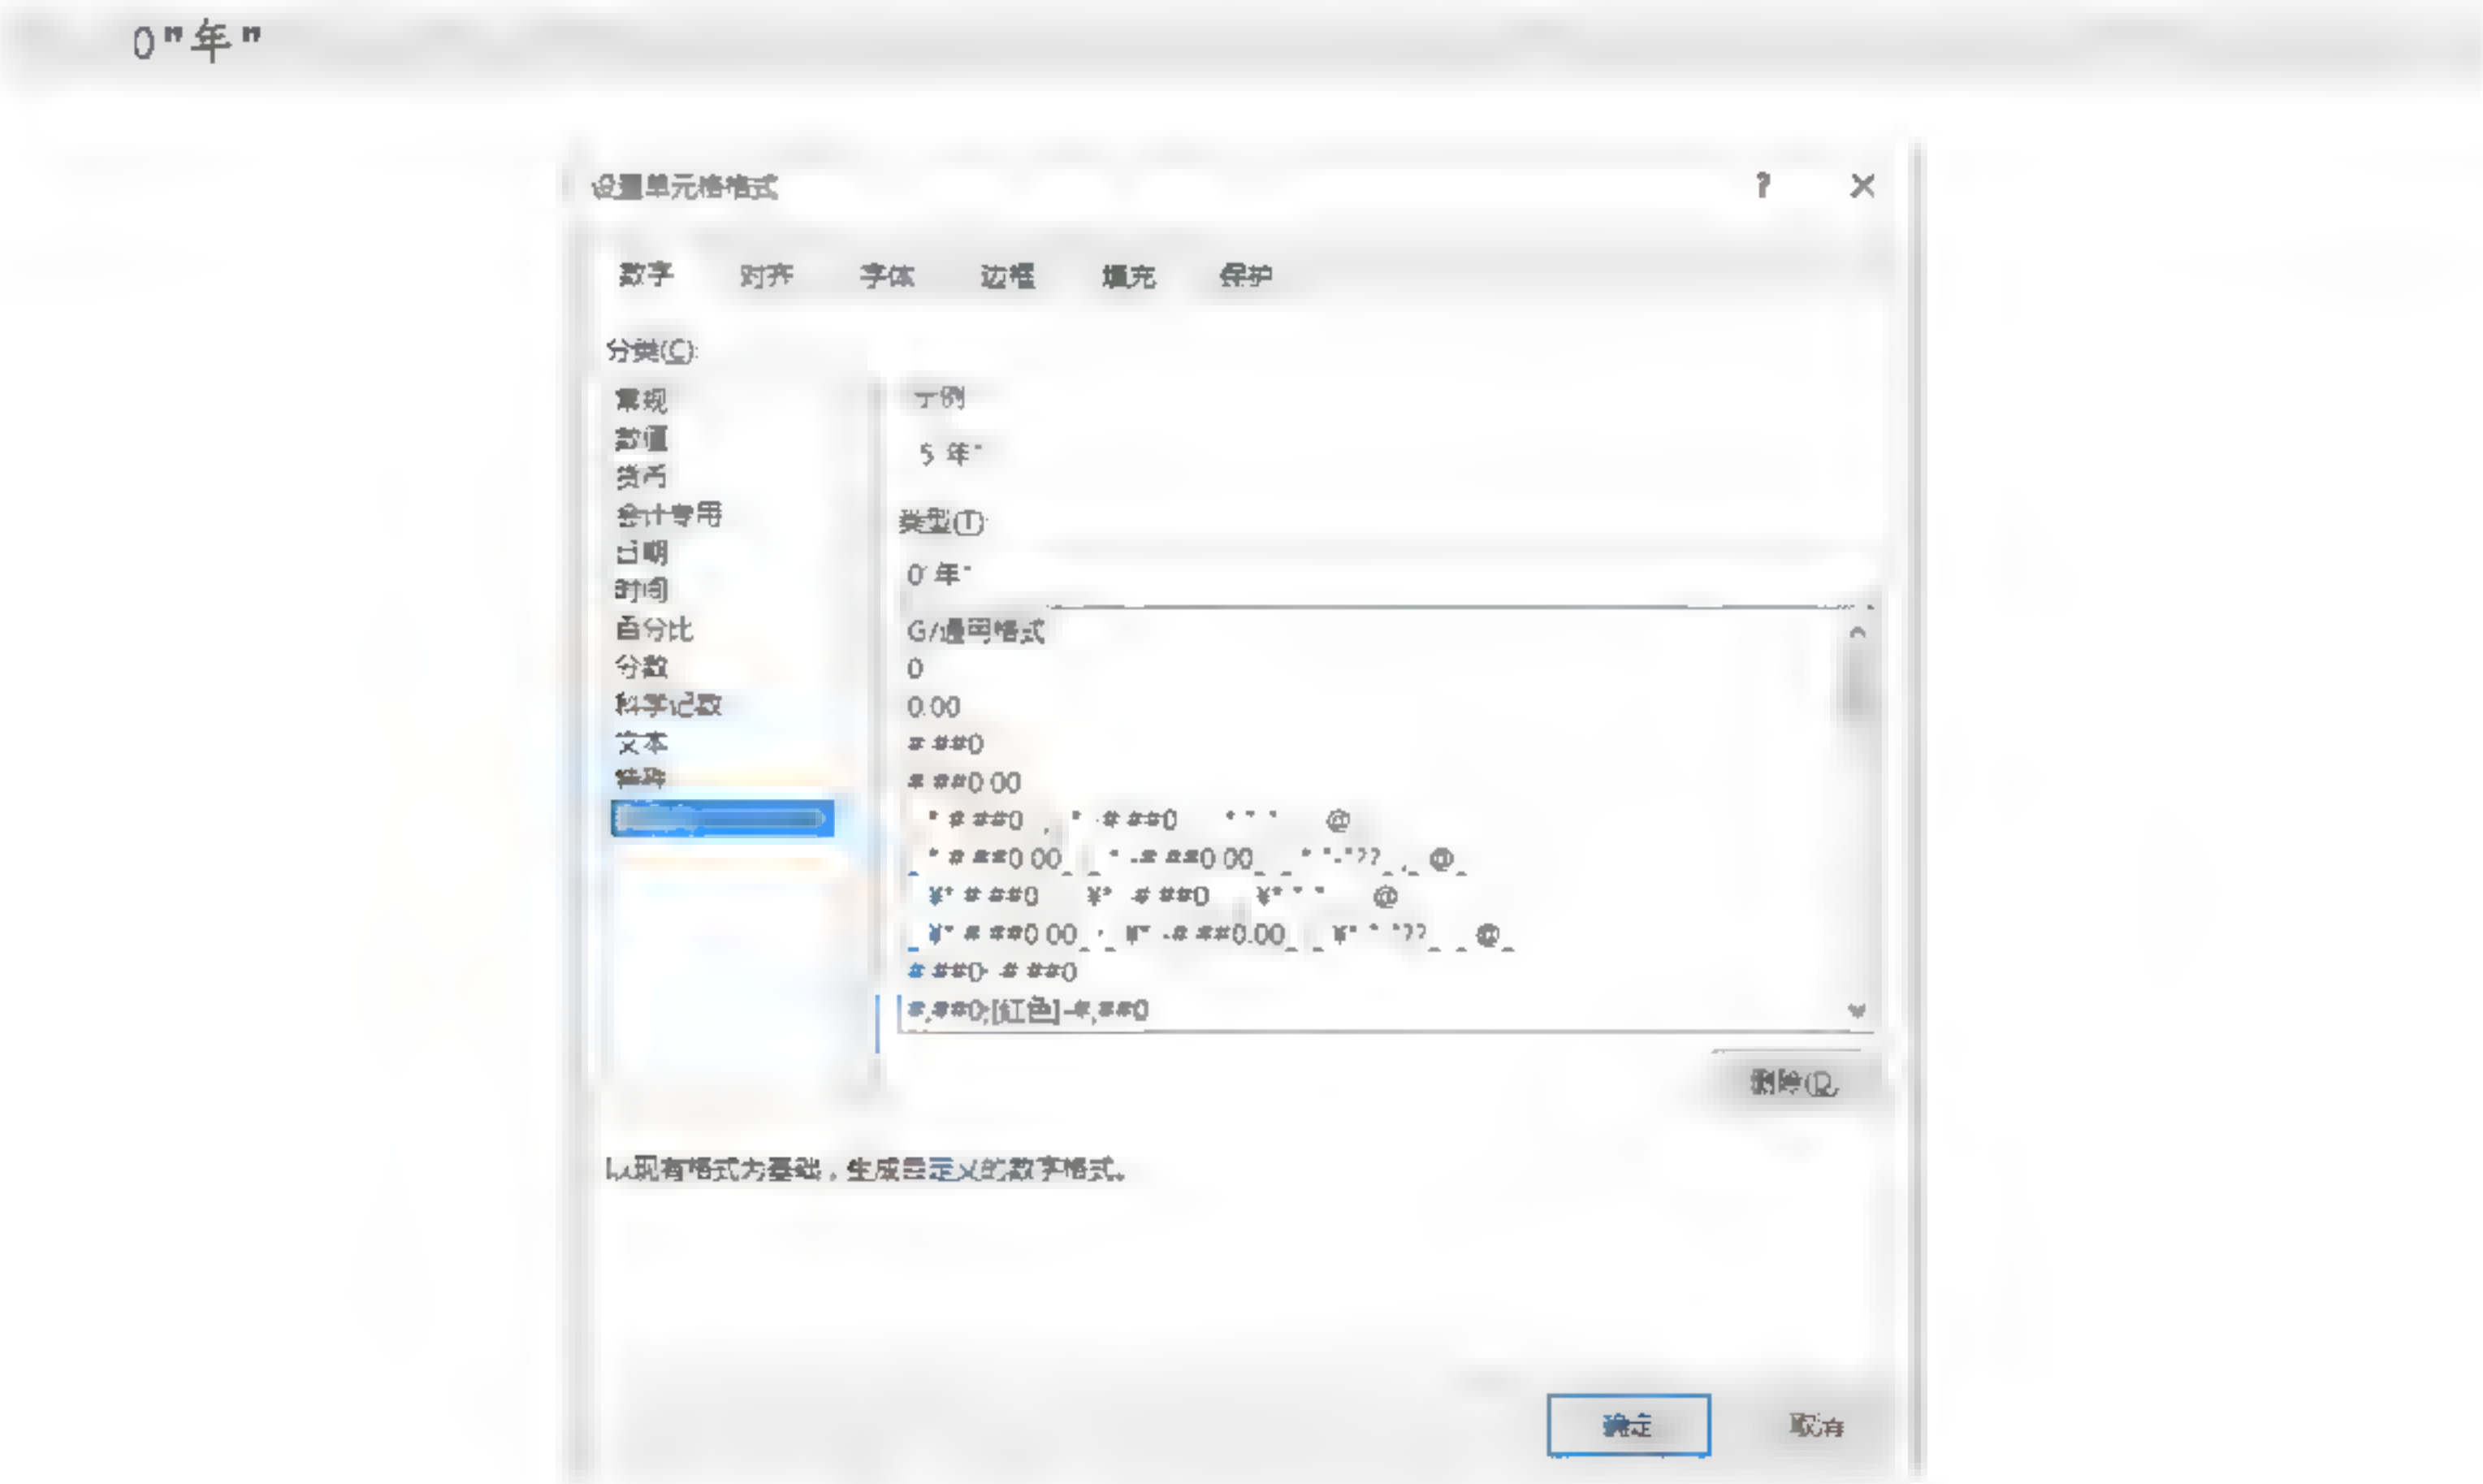 0"年"
设置单元格格式
数字 对齐 字体 边框 填充 保护
分类(C):
常规
数值
货币
会计专用
日期
时间
百分比
分数
科学记数
文本
特殊
示例
5 年"
类型(T):
0"年"
G/通用格式
0
0.00
#,##0
#,##0.00
#,##0;-#,##0
#,##0;[红色]-#,##0
删除(D)
以现有格式为基础，生成自定义的数字格式。
确定 取消